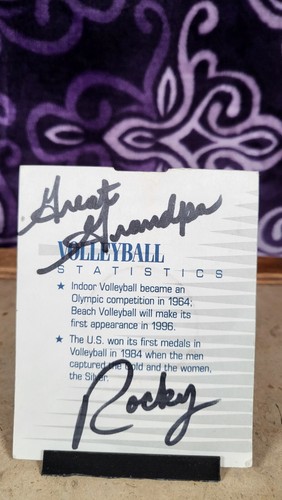 Great
Grandpa
VOLLEYBALL
STATISTICS
★ Indoor Volleyball became an
Olympic competition in 1964;
Beach Volleyball will make its
first appearance in 1996.
★ The U.S. won its first medals in
Volleyball in 1984 when the men
captured the Gold and the women,
the Silver.
Rocky